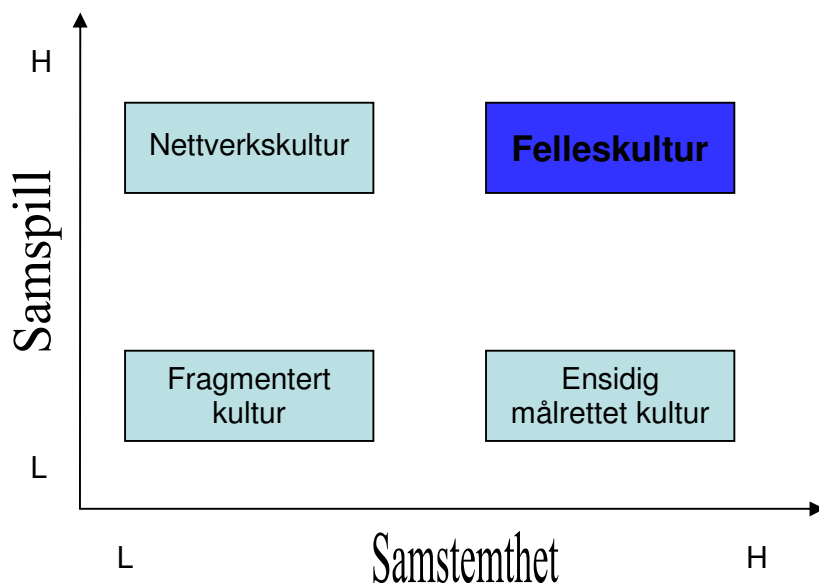 H
Nettverkskultur
Felleskultur
Samspill
Fragmentert
kultur
Ensidig
målrettet kultur
L
L
Samstemthet
H